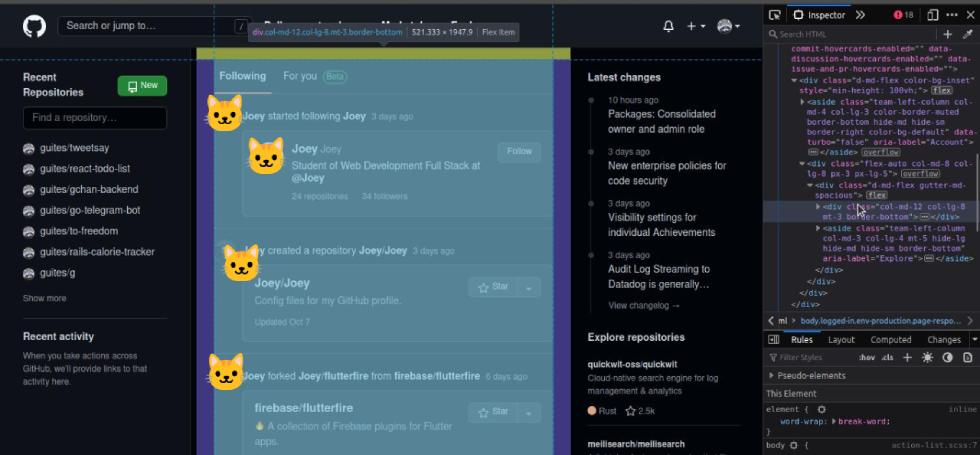 Search or jump to…
/
div.col-md-12.col-lg-8.mt-3.border-bottom 521.333 × 1947.9 Flex Item
Recent
Repositories
New
Find a repository…
guites/tweetsay
guites/react-todo-list
guites/gchan-backend
guites/go-telegram-bot
guites/to-freedom
guites/rails-calorie-tracker
guites/g
Show more
Recent activity
When you take actions across
GitHub, we'll provide links to that
activity here.
Following
For you Beta
Joey started following Joey 3 days ago
Joey Joey
Follow
Student of Web Development Full Stack at
@Joey
24 repositories 34 followers
created a repository Joey/Joey 3 days ago
Joey/Joey
Star
Config files for my GitHub profile.
Updated Oct 7
Joey forked Joey/flutterfire from firebase/flutterfire 6 days ago
firebase/flutterfire
Star
A collection of Firebase plugins for Flutter
apps.
Latest changes
10 hours ago
Packages: Consolidated
owner and admin role
3 days ago
New enterprise policies for
code security
3 days ago
Visibility settings for
individual Achievements
3 days ago
Audit Log Streaming to
Datadog is generally…
View changelog →
Explore repositories
quickwit-oss/quickwit
Cloud-native search engine for log
management & analytics
Rust 2.5k
meilisearch/meilisearch
Inspector
18
Search HTML
commit-hovercards-enabled="" data-
discussion-hovercards-enabled="" data-
issue-and-pr-hovercards-enabled="">
<div class="d-md-flex color-bg-inset"
style="min-height: 100vh;"> flex
<aside class="team-left-column col-
md-4 col-lg-3 color-border-muted
border-bottom hide-md hide-sm
border-right color-bg-default" data-
turbo="false" aria-label="Account">
</aside> overflow
<div class="flex-auto col-md-8 col-
lg-8 px-3 px-lg-5"> overflow
<div class="d-md-flex gutter-md-
spacious"> flex
<div class="col-md-12 col-lg-8
mt-3 border-bottom"> </div>
<aside class="team-left-column
col-md-3 col-lg-4 mt-5 hide-lg
hide-md hide-sm border-bottom"
aria-label="Explore"> </aside>
</div>
</div>
</div>
</div>
ml body.logged-in.env-production.page-respo…
Rules Layout Computed Changes
Filter Styles :hov .cls
Pseudo-elements
This Element
element { inline
word-wrap: break-word;
}
body { action-list.scss:7